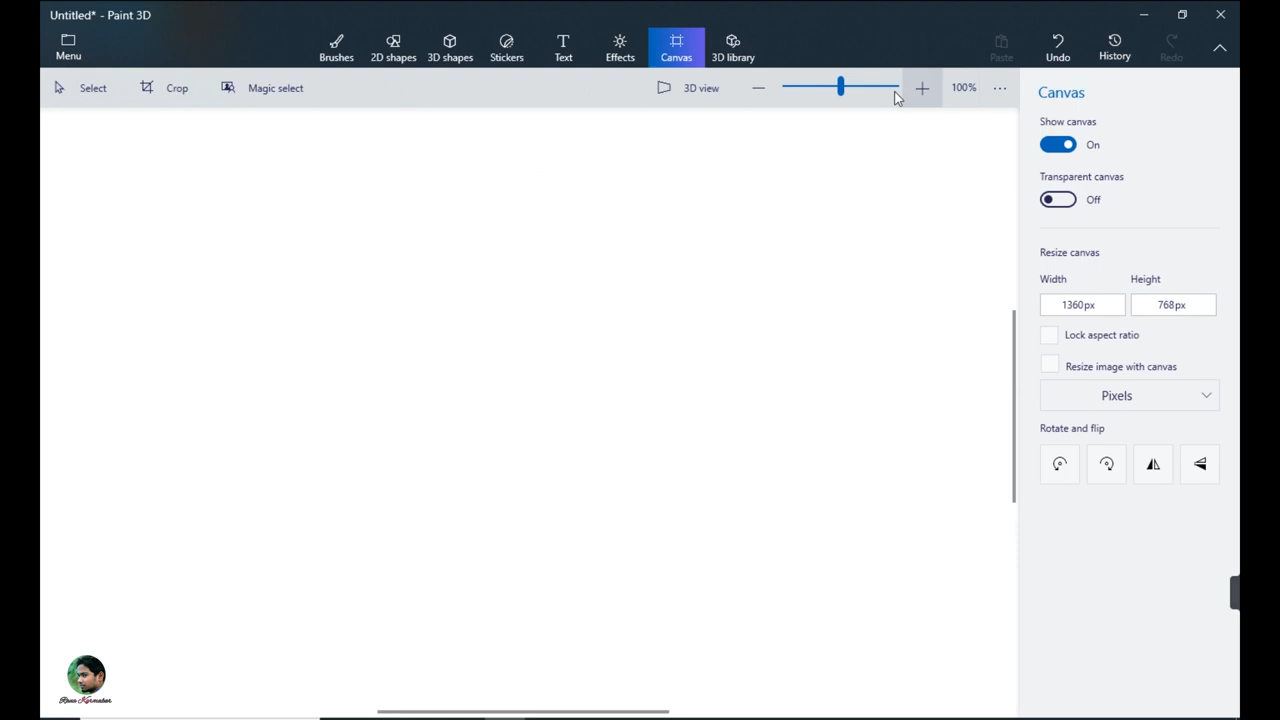 Untitled* - Paint 3D
Menu
Brushes
2D shapes
3D shapes
Stickers
Text
Effects
Canvas
3D library
Paste
Undo
History
Redo
Select
Crop
Magic select
3D view
100%
Canvas
Show canvas
On
Transparent canvas
Off
Resize canvas
Width Height
1360px 768px
Lock aspect ratio
Resize image with canvas
Pixels
Rotate and flip
Rana Karmakar